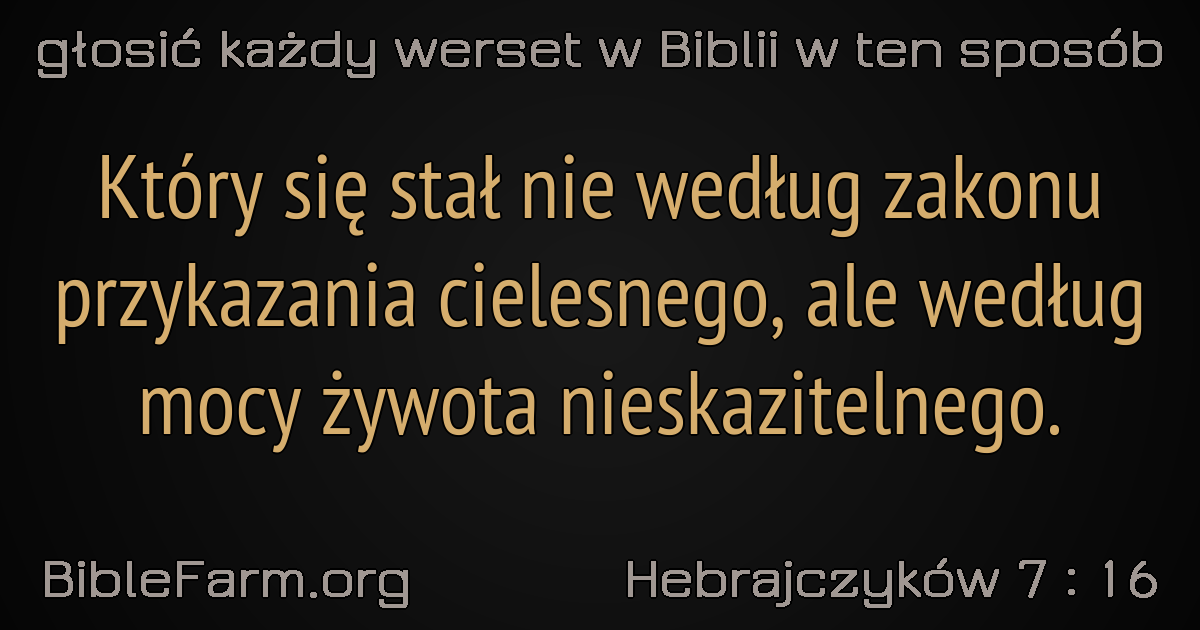 głosić każdy werset w Biblii w ten sposób
Który się stał nie według zakonu
przykazania cielesnego, ale według
mocy żywota nieskazitelnego.
BibleFarm.org
Hebrajczyków 7 : 16